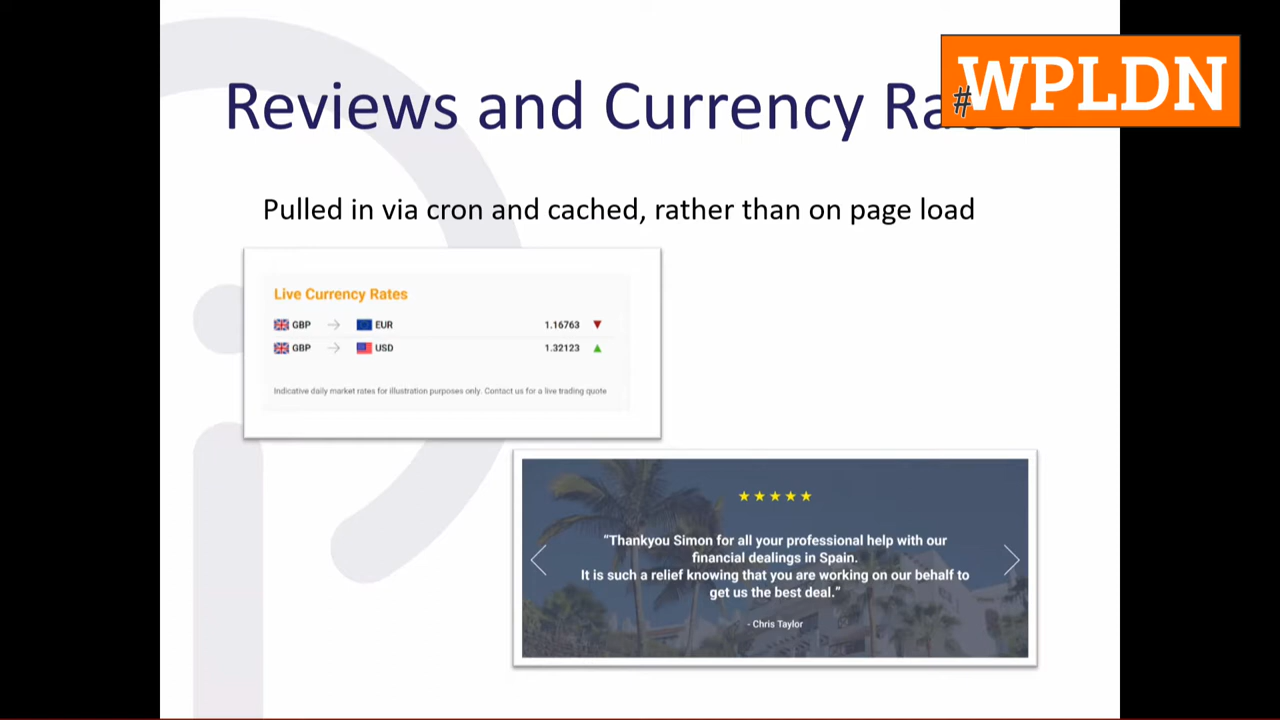 Reviews and Currency Rates
#WPLDN
Pulled in via cron and cached, rather than on page load
Live Currency Rates
GBP → EUR 1.16763 ▼
GBP → USD 1.32123 ▲
Indicative daily market rates for illustration purposes only. Contact us for a live trading quote
★★★★★
“Thankyou Simon for all your professional help with our
financial dealings in Spain.
It is such a relief knowing that you are working on our behalf to
get us the best deal.”
- Chris Taylor